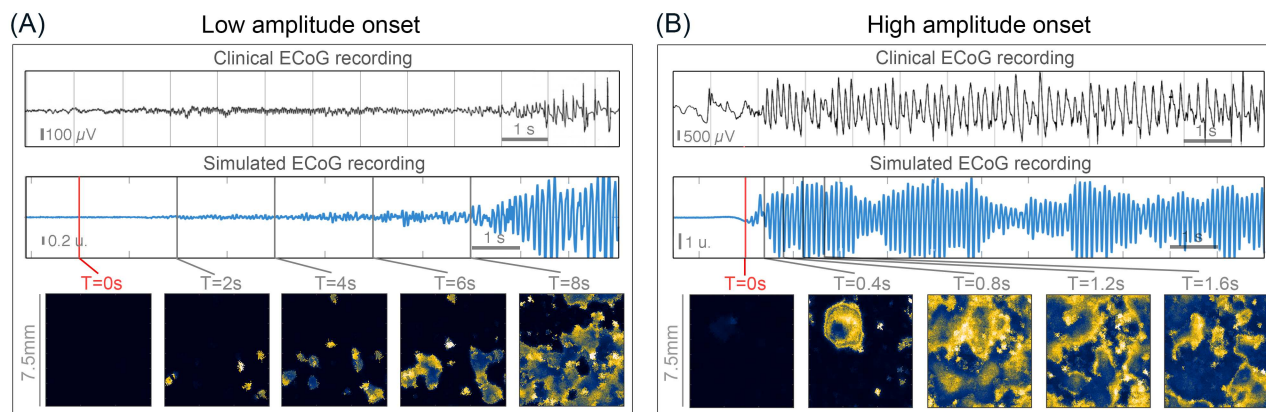 (A) Low amplitude onset
Clinical ECoG recording
100 µV
1 s
Simulated ECoG recording
0.2 u.
1 s
T=0s T=2s T=4s T=6s T=8s
7.5mm
(B) High amplitude onset
Clinical ECoG recording
500 µV
1 s
Simulated ECoG recording
1 u.
1 s
T=0s T=0.4s T=0.8s T=1.2s T=1.6s
7.5mm